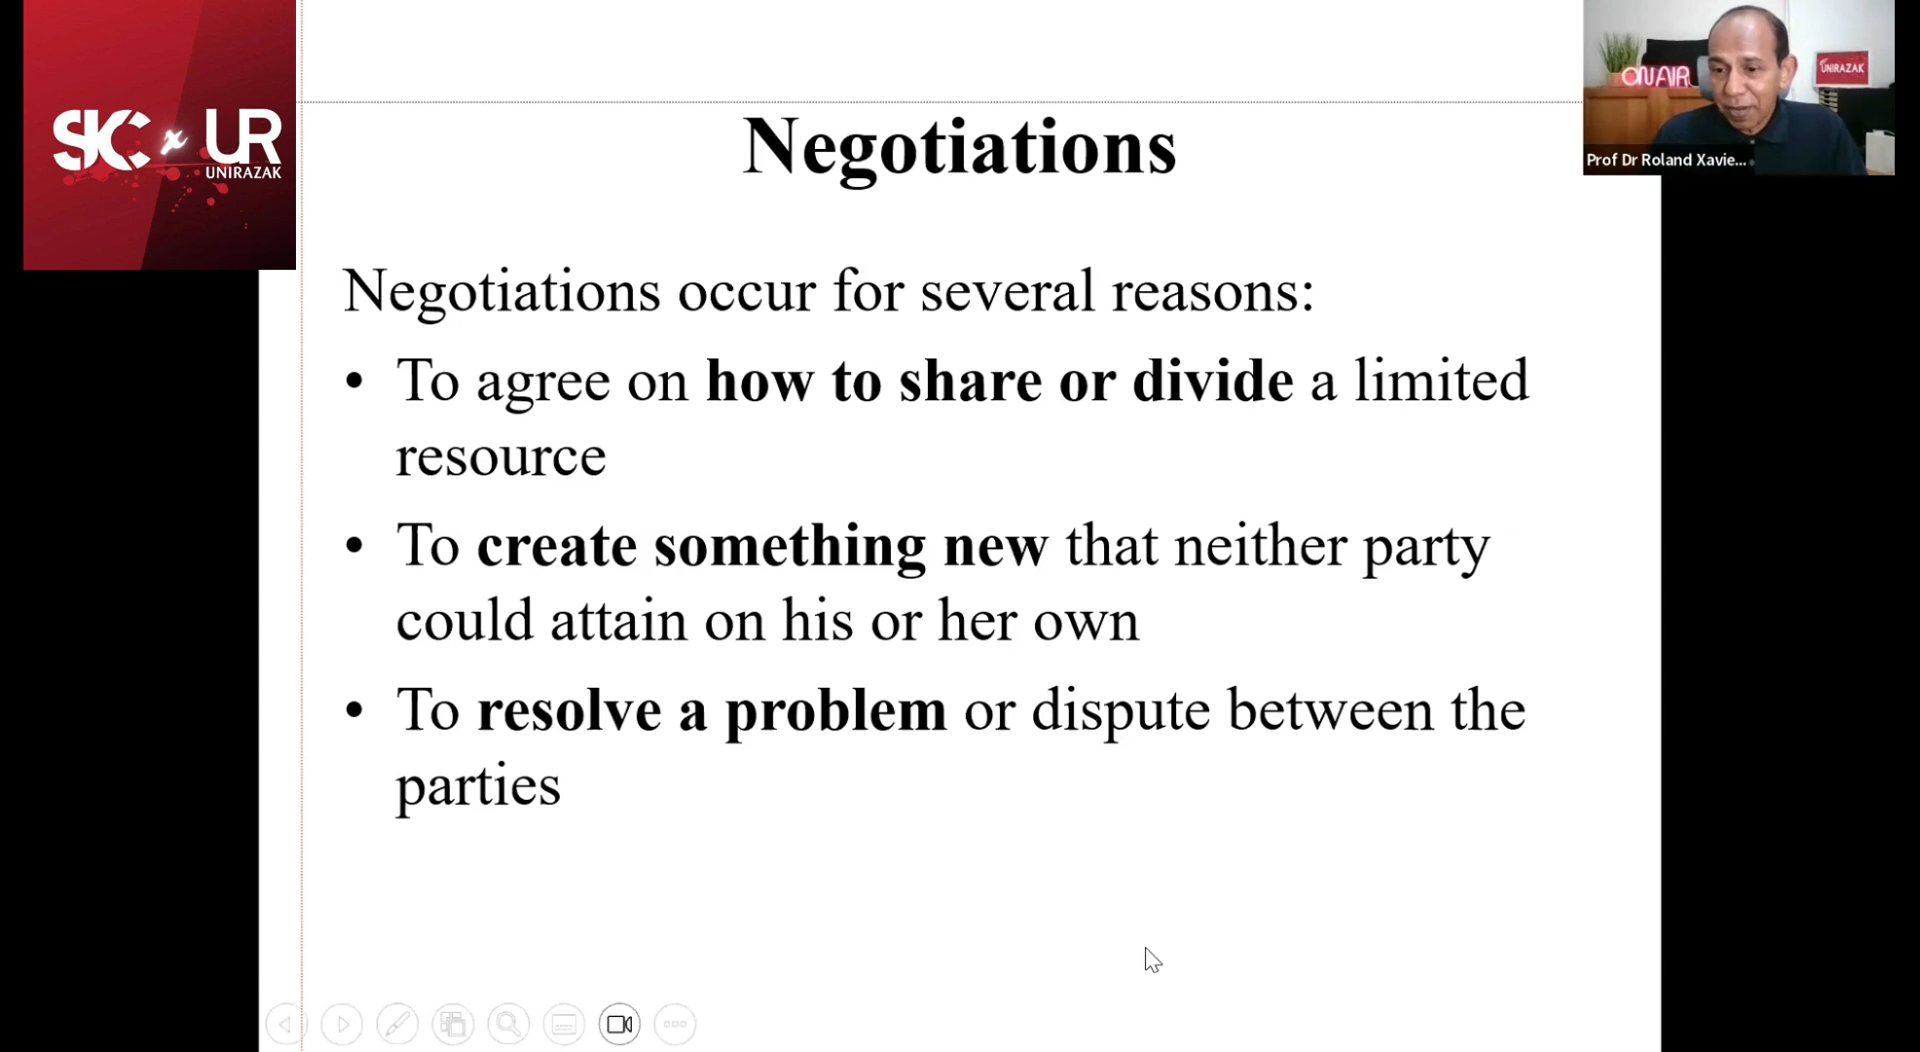 SKC x UR
UNIRAZAK
ON AIR
UNIRAZAK
Prof Dr Roland Xavie...
Negotiations
Negotiations occur for several reasons:
• To agree on how to share or divide a limited
resource
• To create something new that neither party
could attain on his or her own
• To resolve a problem or dispute between the
parties